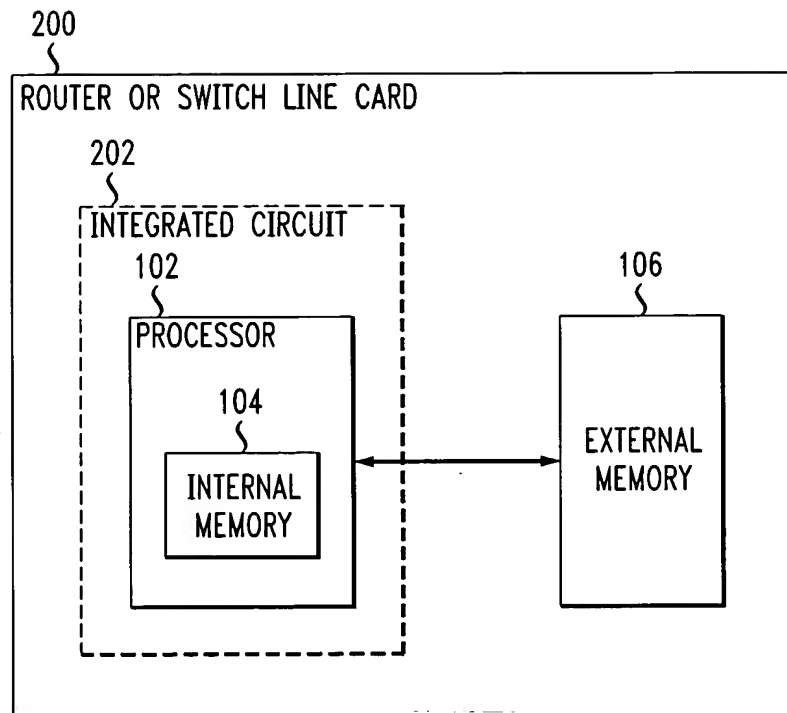 200
ROUTER OR SWITCH LINE CARD
202
INTEGRATED CIRCUIT
102
PROCESSOR
104
INTERNAL
MEMORY
106
EXTERNAL
MEMORY